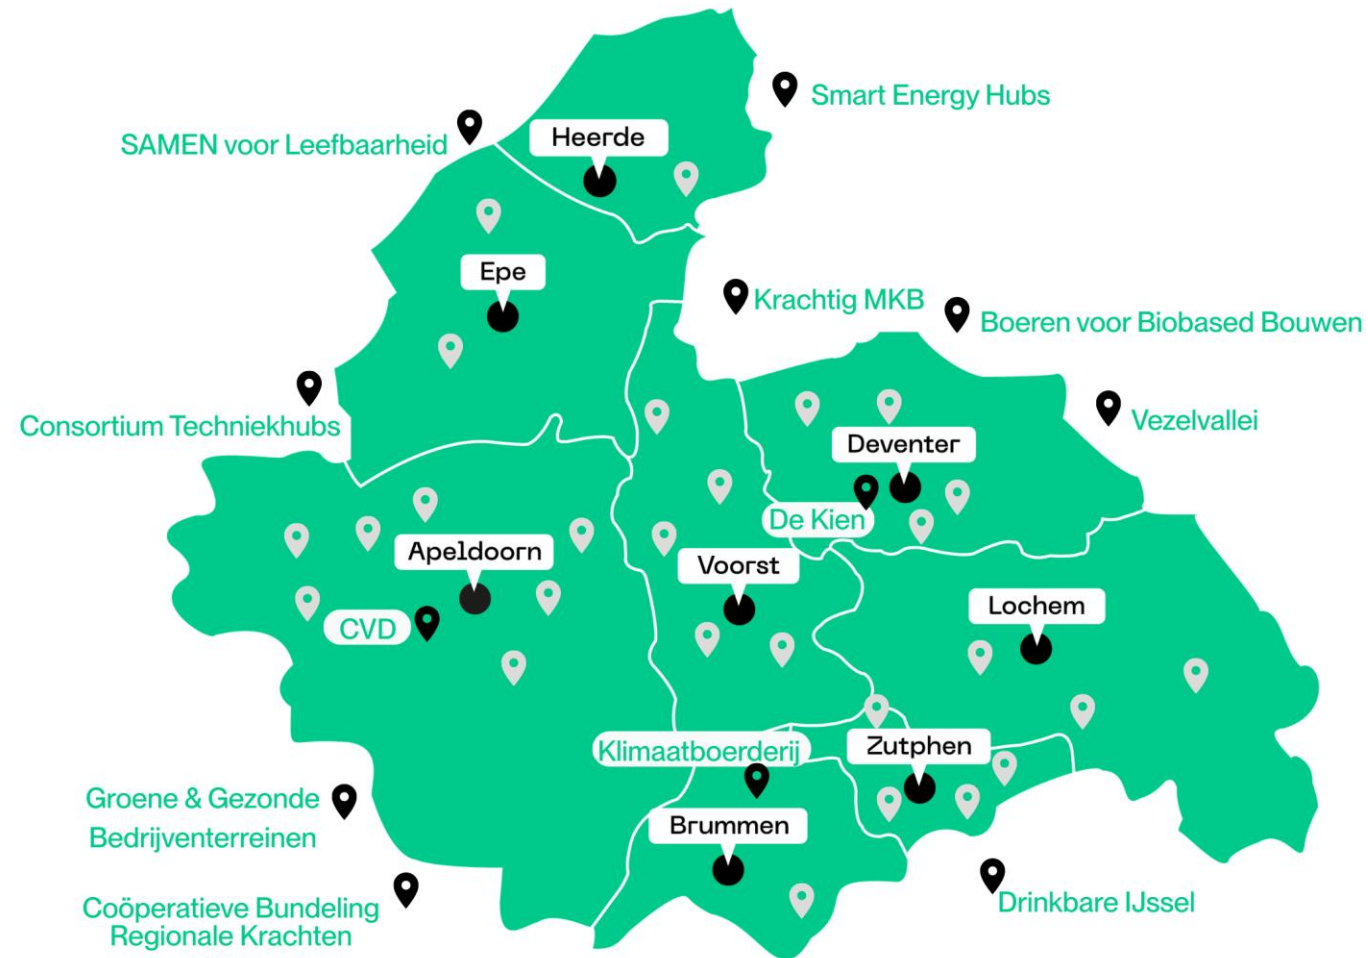 Smart Energy Hubs
SAMEN voor Leefbaarheid
Heerde
Epe
Krachtig MKB
Boeren voor Biobased Bouwen
Consortium Techniekhubs
Vezelvallei
Deventer
De Kien
Apeldoorn
Voorst
Lochem
CVD
Klimaatboerderij
Zutphen
Groene & Gezonde
Bedrijventerreinen
Brummen
Coöperatieve Bundeling
Regionale Krachten
Drinkbare IJssel